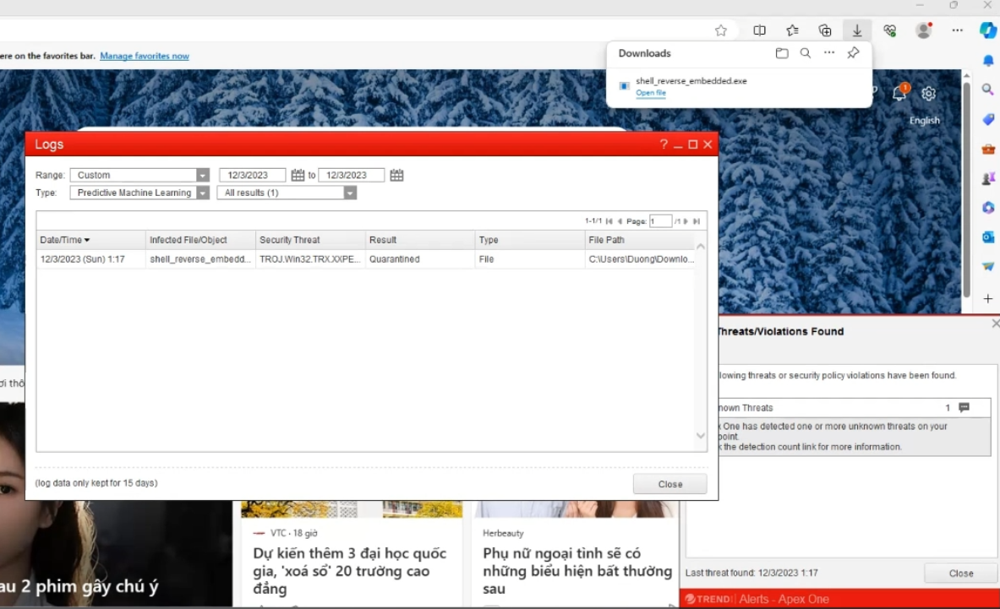 ere on the favorites bar. Manage favorites now
Downloads
shell_reverse_embedded.exe
Open file
1
English
Logs
Range: Custom 12/3/2023 to 12/3/2023
Type: Predictive Machine Learning All results (1)
1-1/1 Page: 1 /1
Date/Time Infected File/Object Security Threat Result Type File Path
12/3/2023 (Sun) 1:17 shell_reverse_embedd... TROJ.Win32.TRX.XXPE... Quarantined File C:\Users\Duong\Downlo...
(log data only kept for 15 days)
Close
Threats/Violations Found
lowing threats or security policy violations have been found.
nown Threats 1
x One has detected one or more unknown threats on your
point.
k the detection count link for more information.
Last threat found: 12/3/2023 1:17
Close
TREND Alerts - Apex One
ơi thô
au 2 phim gây chú ý
VTC · 18 giờ
Dự kiến thêm 3 đại học quốc
gia, 'xoá sổ' 20 trường cao
đẳng
Herbeauty
Phụ nữ ngoại tình sẽ có
những biểu hiện bất thường
sau